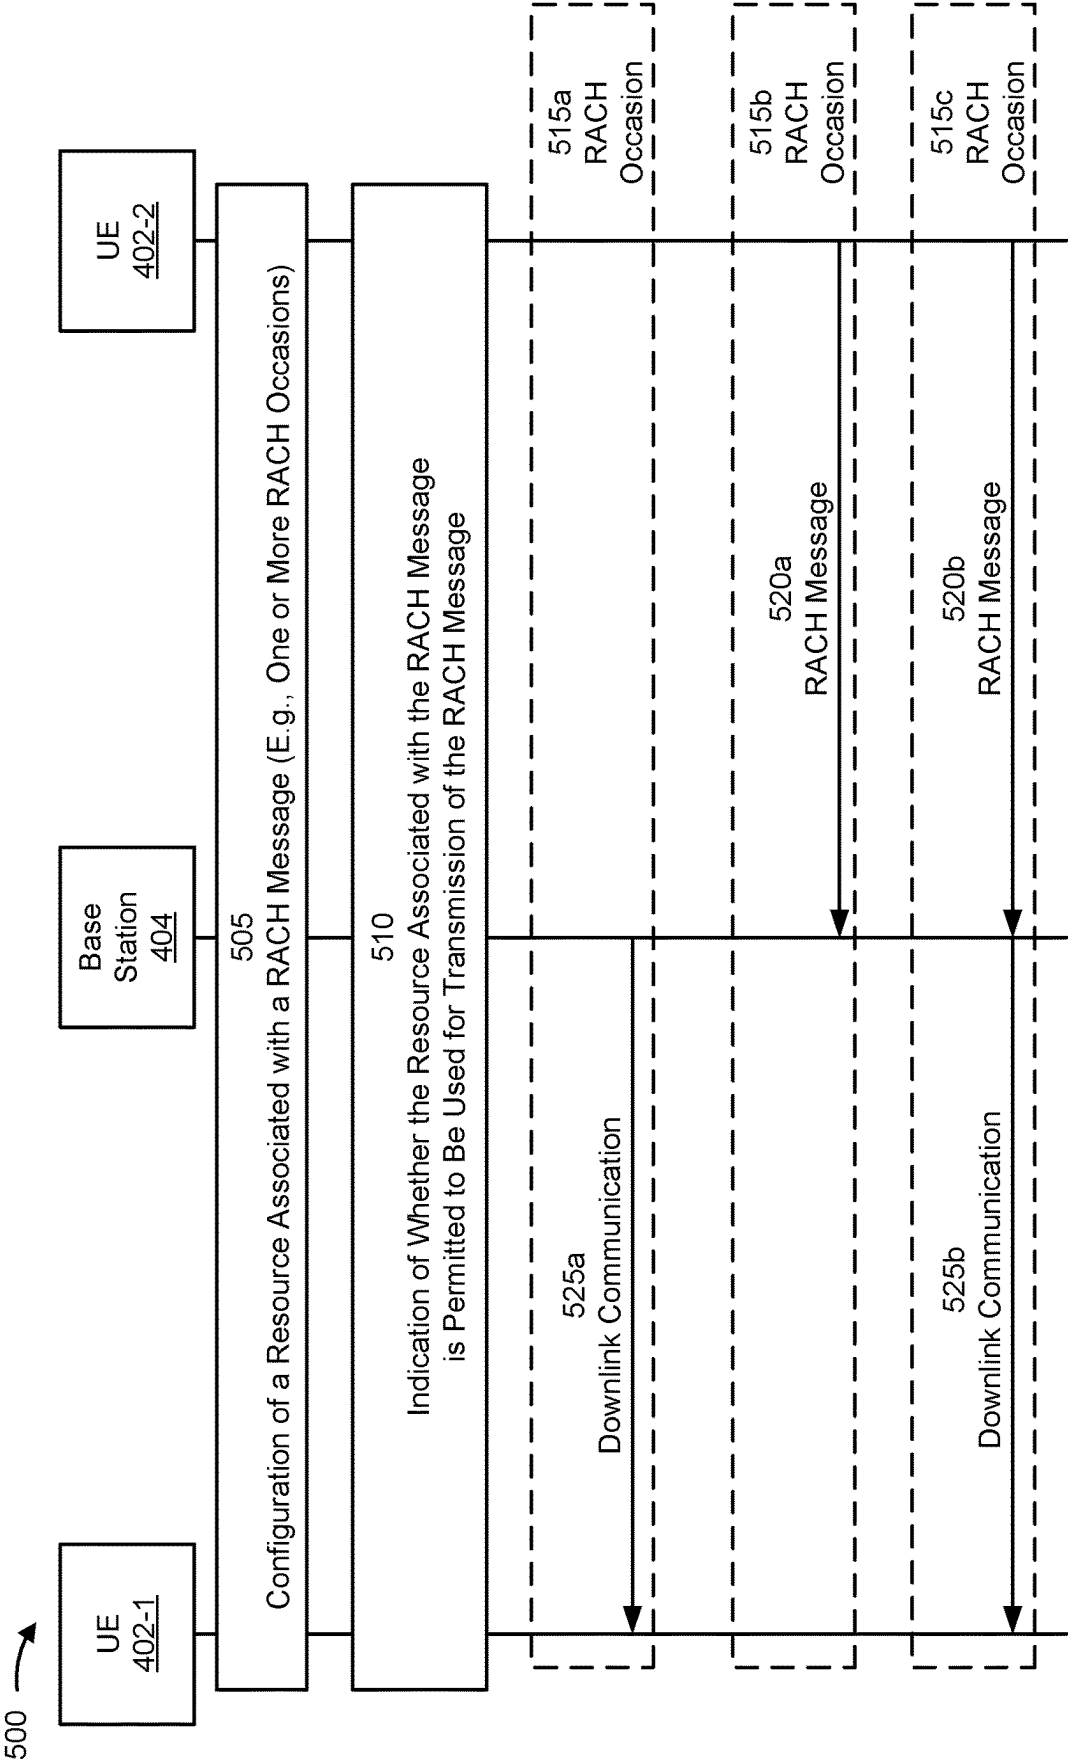 500
UE
402-1
Base
Station
404
UE
402-2
505
Configuration of a Resource Associated with a RACH Message (E.g., One or More RACH Occasions)
510
Indication of Whether the Resource Associated with the RACH Message
is Permitted to Be Used for Transmission of the RACH Message
515a
RACH
Occasion
525a
Downlink Communication
515b
RACH
Occasion
520a
RACH Message
515c
RACH
Occasion
520b
RACH Message
525b
Downlink Communication